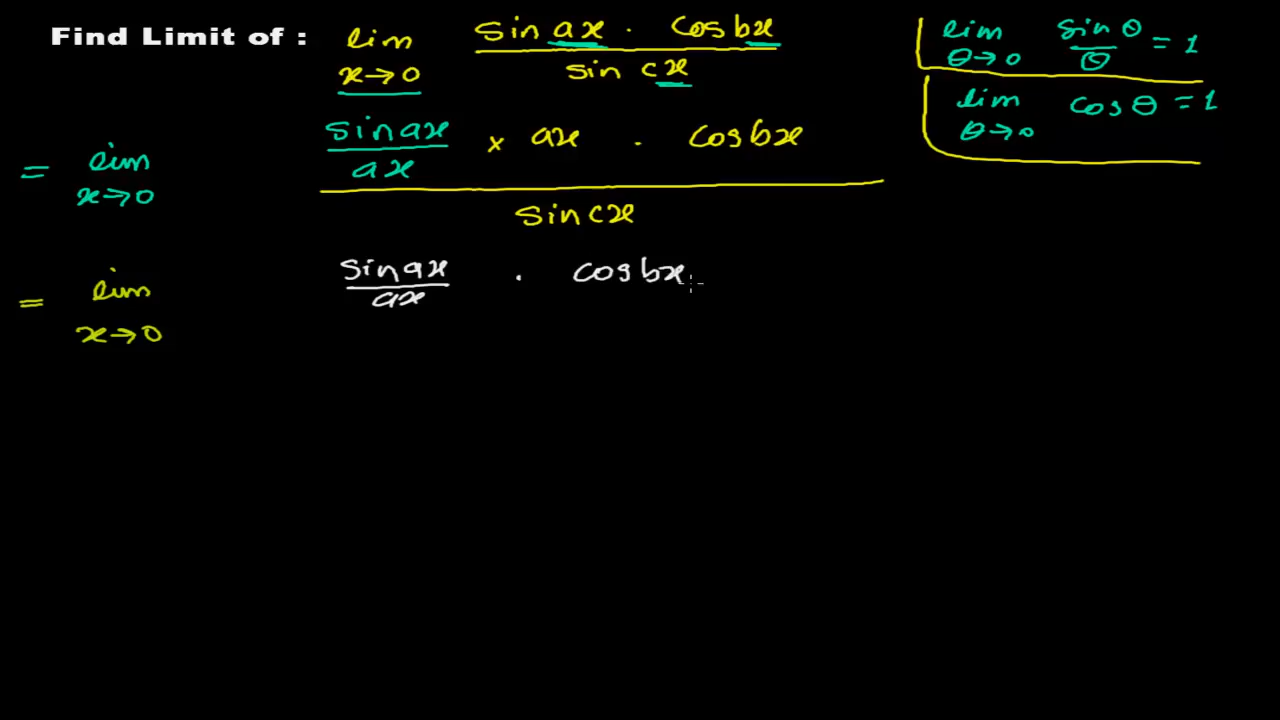 Find Limit of : lim x→0 sin ax . cos bx / sin cx
lim θ→0 sin θ / θ = 1
lim θ→0 cos θ = 1
= lim x→0 sin ax / ax × ax . cos bx / sin cx
= lim x→0 sin ax / ax . cos bx